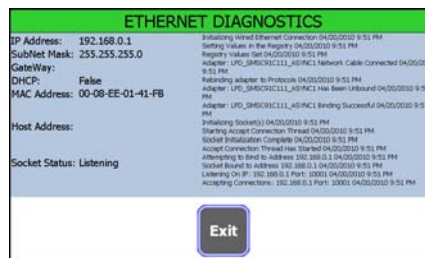 ETHERNET DIAGNOSTICS
IP Address: 192.168.0.1
SubNet Mask: 255.255.255.0
GateWay:
DHCP: False
MAC Address: 00-08-EE-01-41-FB
Host Address:
Socket Status: Listening
Initializing Wired Ethernet Connection 04/20/2010 9:51 PM
Setting Values in the Registry 04/20/2010 9:51 PM
Registry Values Set 04/20/2010 9:51 PM
Adapter: LPD_SMSC91C111_ASYNC1 Network Cable Connected 04/20/20
9:51 PM
Rebinding adapter to Protocols 04/20/2010 9:51 PM
Adapter: LPD_SMSC91C111_ASYNC1 Has Been Unbound 04/20/2010 9:5
PM
Adapter: LPD_SMSC91C111_ASYNC1 Binding Successful 04/20/2010 9:5
PM
Initializing Socket(s) 04/20/2010 9:51 PM
Starting Accept Connection Thread 04/20/2010 9:51 PM
Socket Initialization Complete 04/20/2010 9:51 PM
Accept Connection Thread Has Started 04/20/2010 9:51 PM
Attempting to Bind to Address 192.168.0.1 04/20/2010 9:51 PM
Socket Bound to Address 192.168.0.1 04/20/2010 9:51 PM
Listening On IP: 192.168.0.1 Port: 10001 04/20/2010 9:51 PM
Accepting Connections: 192.168.0.1 Port: 10001 04/20/2010 9:51 PM
Exit